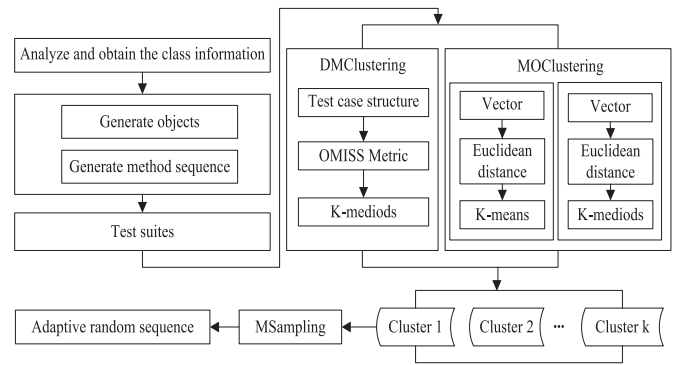 Analyze and obtain the class information
Generate objects
Generate method sequence
Test suites
DMClustering
Test case structure
OMISS Metric
K-mediods
MOClustering
Vector
Euclidean
distance
K-means
Vector
Euclidean
distance
K-mediods
Adaptive random sequence
MSampling
Cluster 1
Cluster 2
...
Cluster k